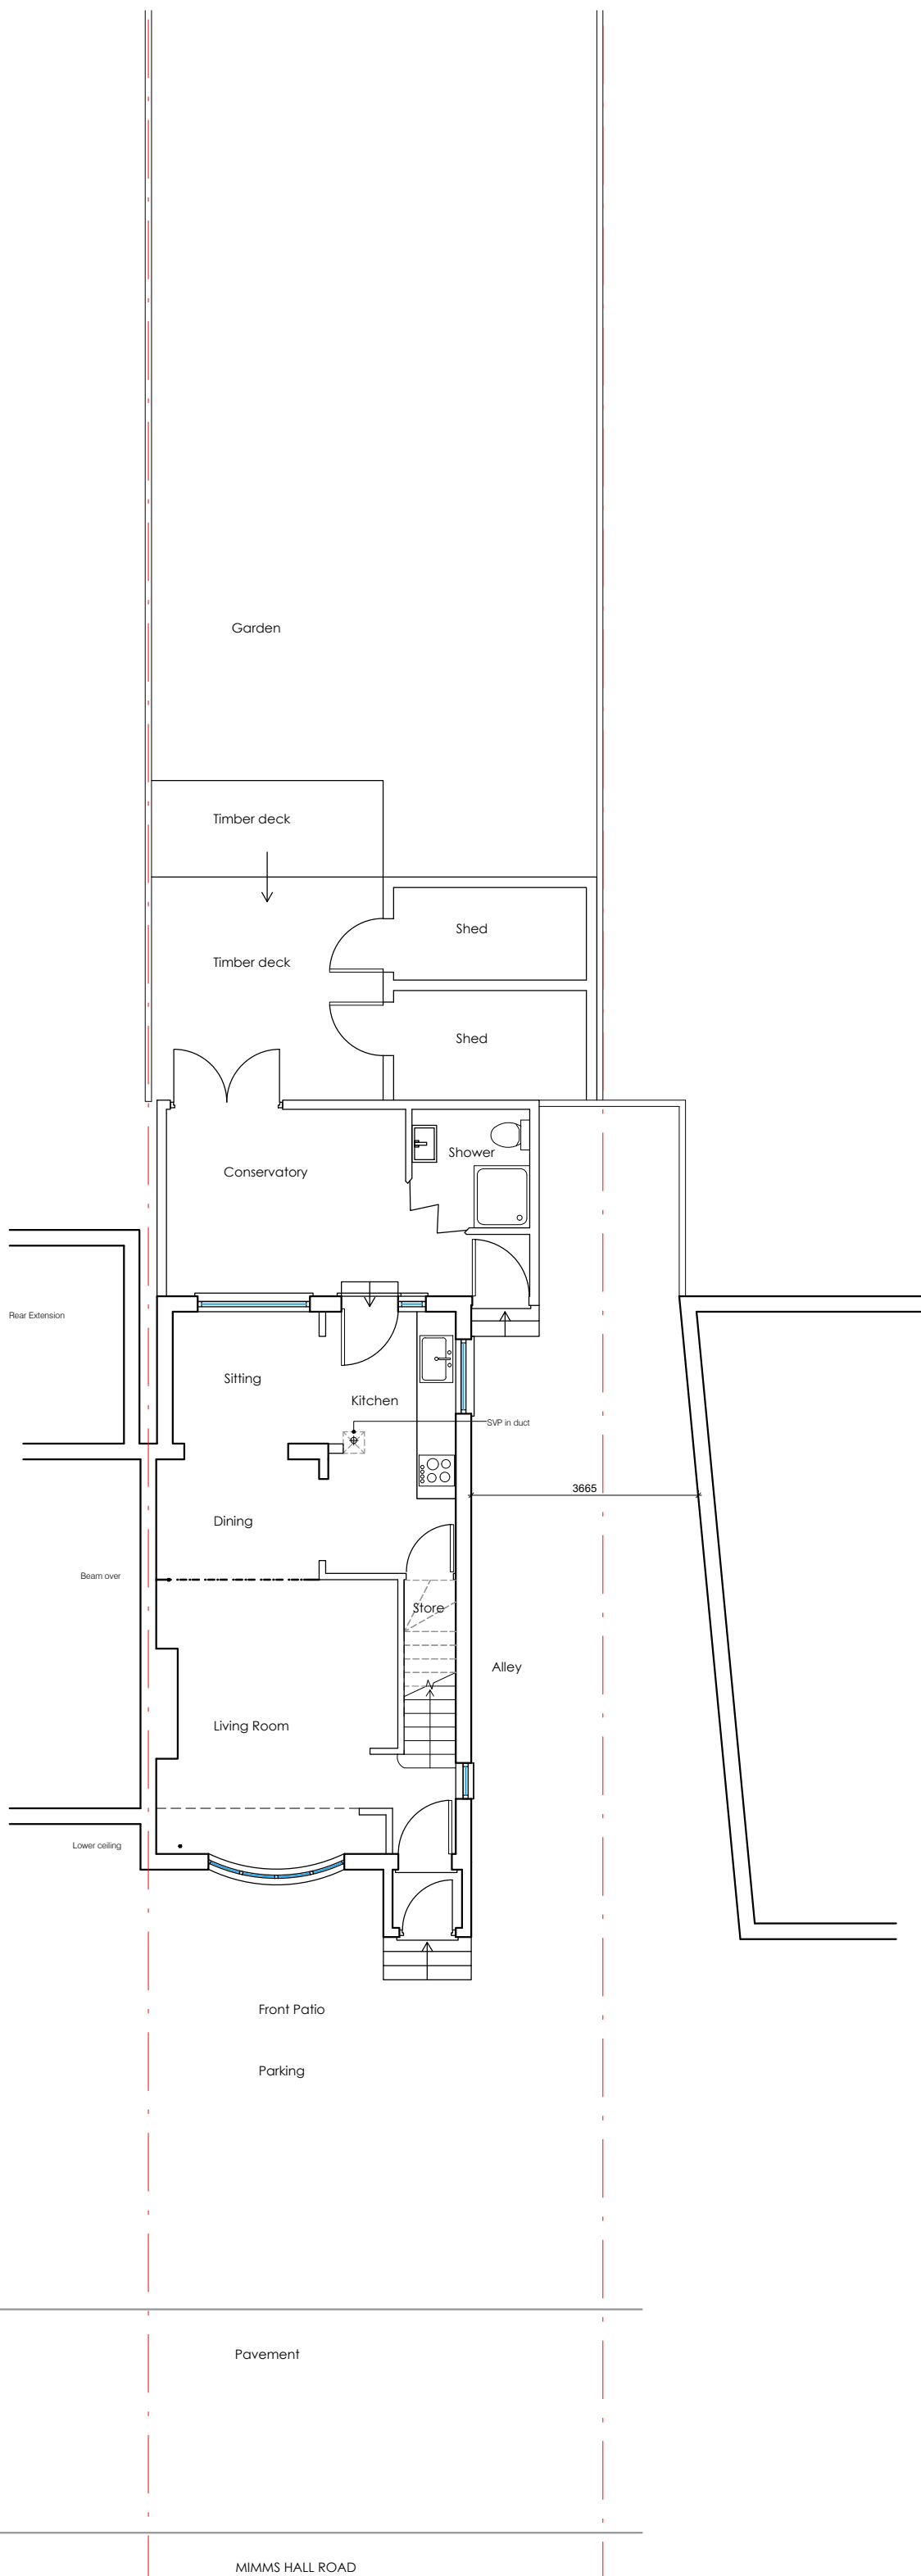 Garden
Timber deck
Shed
Timber deck
Shed
Shower
Conservatory
Rear Extension
Sitting
Kitchen
SVP in duct
3665
Dining
Beam over
Store
Alley
Living Room
Lower ceiling
Front Patio
Parking
Pavement
MIMMS HALL ROAD